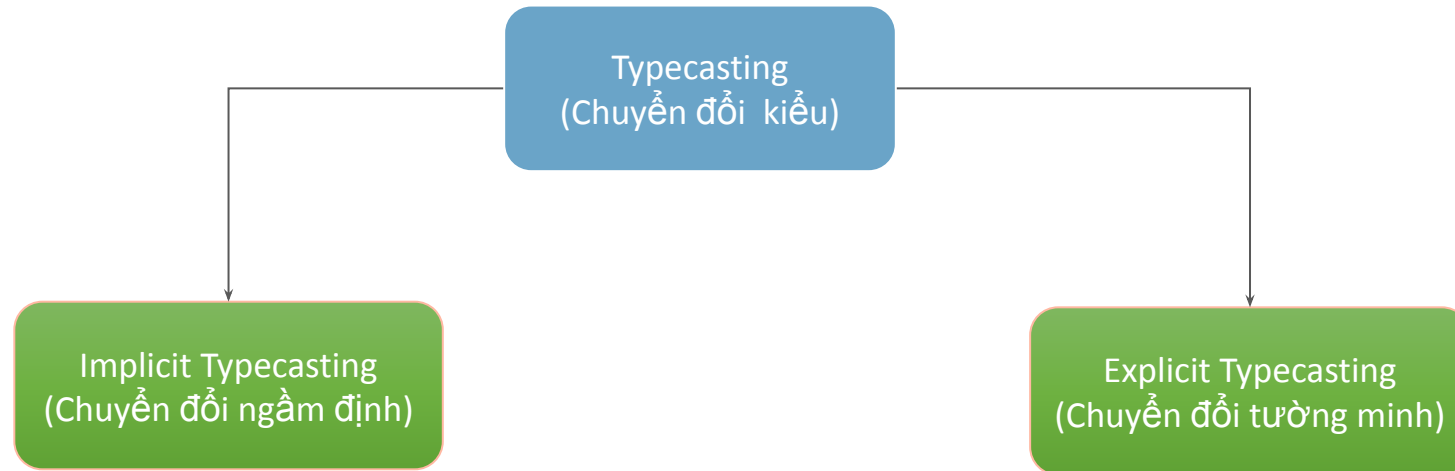 Typecasting
(Chuyển đổi kiểu)
Implicit Typecasting
(Chuyển đổi ngầm định)
Explicit Typecasting
(Chuyển đổi tường minh)